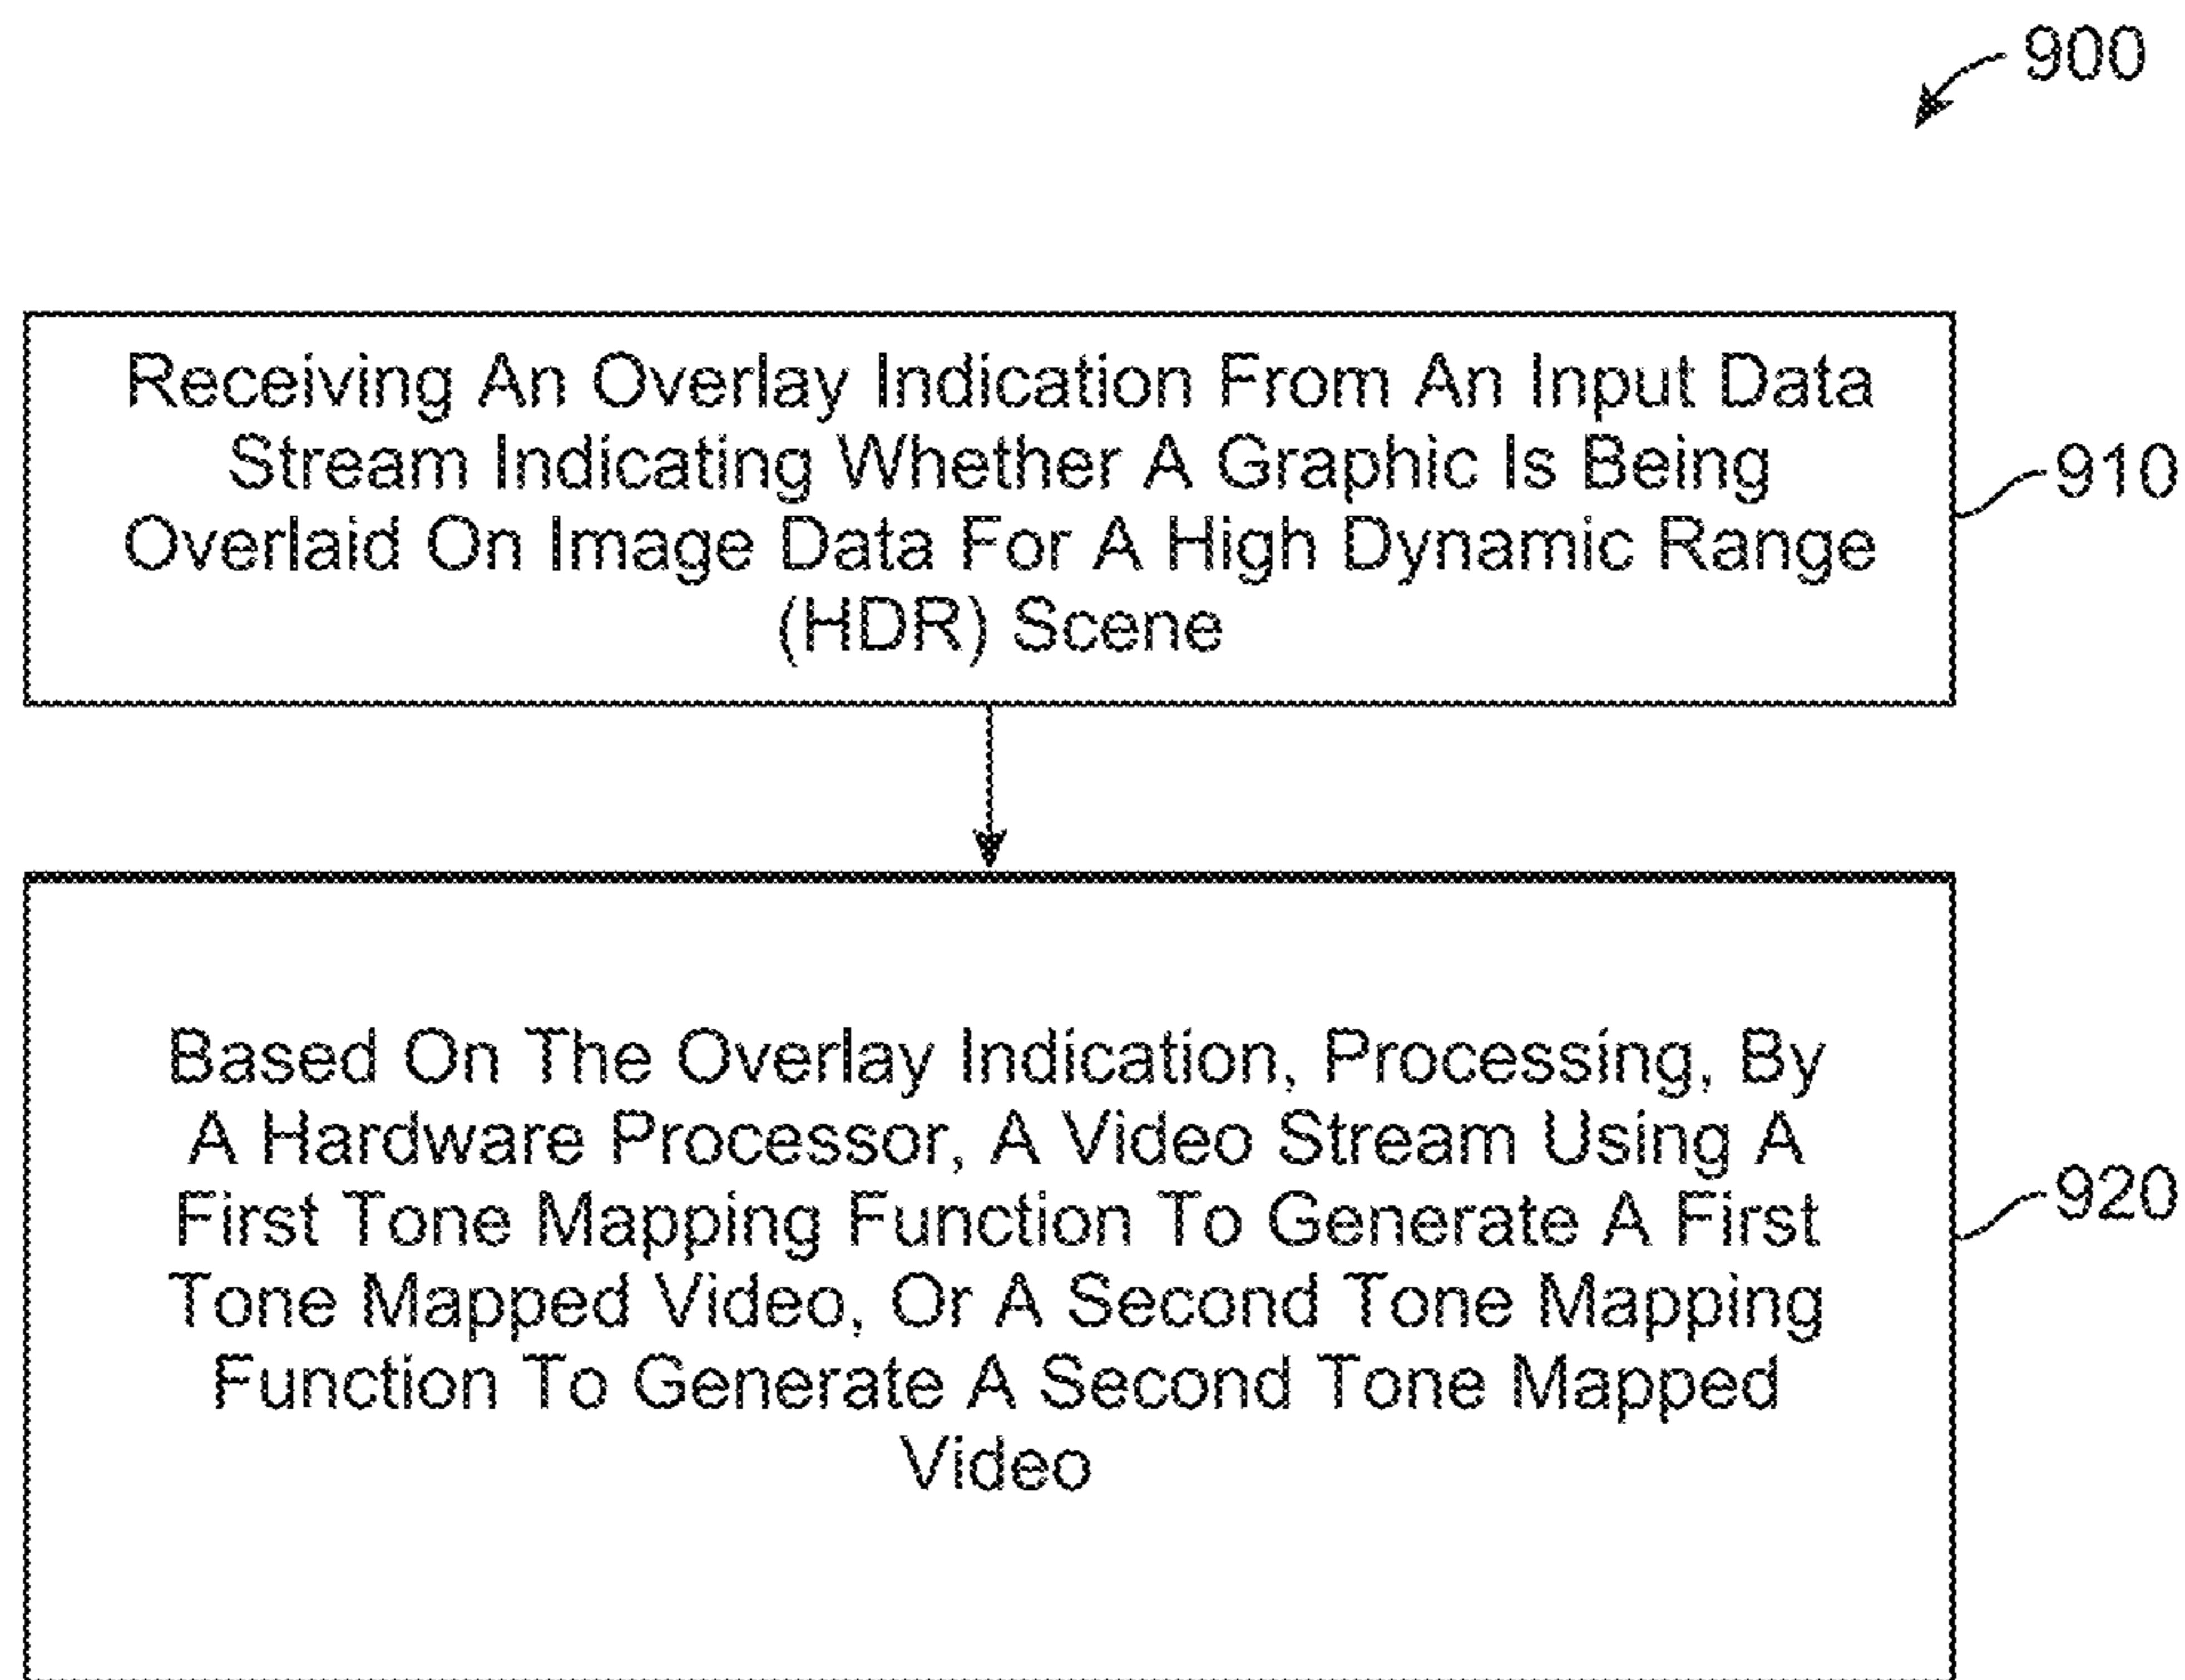 900
Receiving An Overlay Indication From An Input Data
Stream Indicating Whether A Graphic Is Being
Overlaid On Image Data For A High Dynamic Range
(HDR) Scene
910
Based On The Overlay Indication, Processing, By
A Hardware Processor, A Video Stream Using A
First Tone Mapping Function To Generate A First
Tone Mapped Video, Or A Second Tone Mapping
Function To Generate A Second Tone Mapped
Video
920